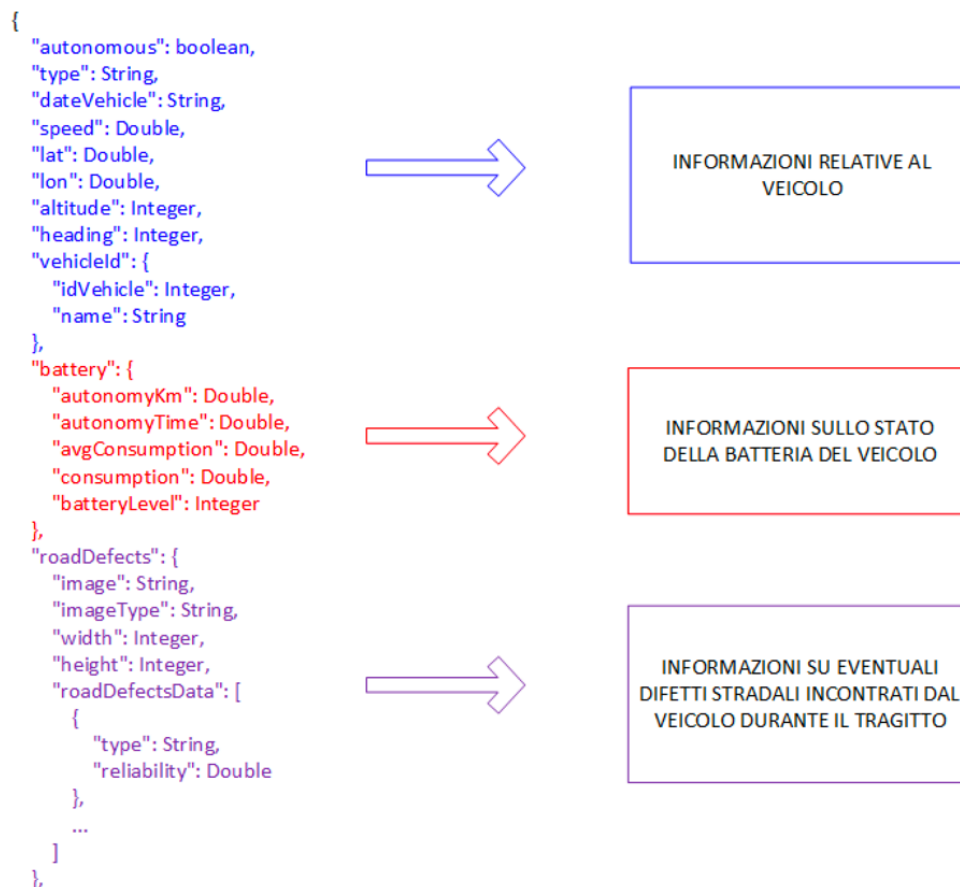 {
"autonomous": boolean,
"type": String,
"dateVehicle": String,
"speed": Double,
"lat": Double,
"lon": Double,
"altitude": Integer,
"heading": Integer,
"vehicleId": {
"idVehicle": Integer,
"name": String
},
INFORMAZIONI RELATIVE AL
VEICOLO
"battery": {
"autonomyKm": Double,
"autonomyTime": Double,
"avgConsumption": Double,
"consumption": Double,
"batteryLevel": Integer
},
INFORMAZIONI SULLO STATO
DELLA BATTERIA DEL VEICOLO
"roadDefects": {
"image": String,
"imageType": String,
"width": Integer,
"height": Integer,
"roadDefectsData": [
{
"type": String,
"reliability": Double
},
...
]
},
INFORMAZIONI SU EVENTUALI
DIFETTI STRADALI INCONTRATI DAL
VEICOLO DURANTE IL TRAGITTO